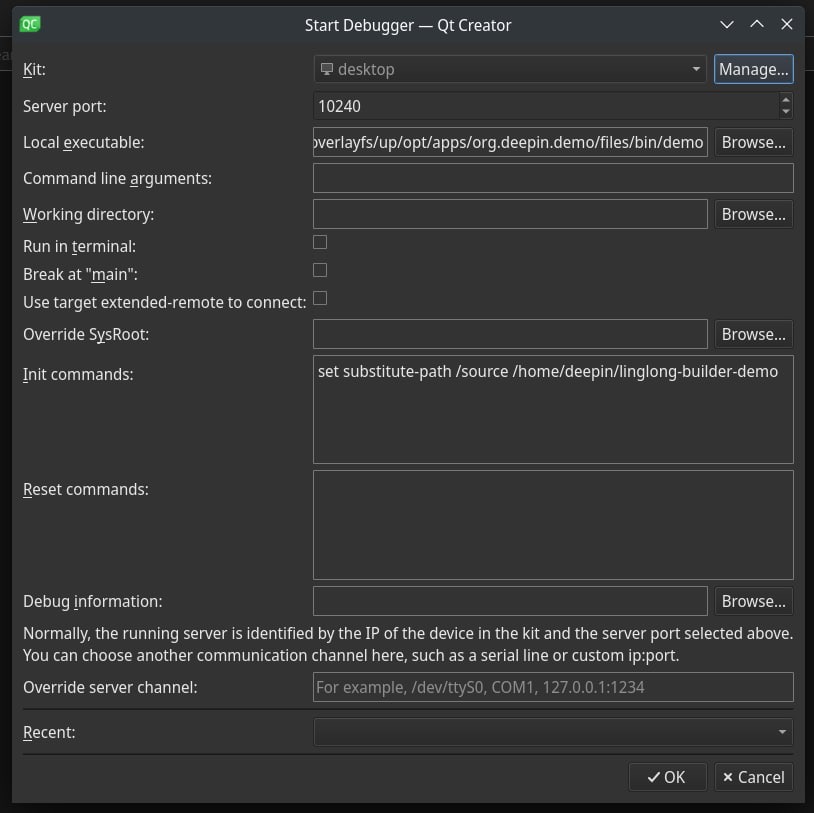 QC
Start Debugger — Qt Creator
Kit:
desktop
Manage...
Server port:
10240
Local executable:
overlayfs/up/opt/apps/org.deepin.demo/files/bin/demo
Browse...
Command line arguments:
Working directory:
Browse...
Run in terminal:
Break at "main":
Use target extended-remote to connect:
Override SysRoot:
Browse...
Init commands:
set substitute-path /source /home/deepin/linglong-builder-demo
Reset commands:
Debug information:
Browse...
Normally, the running server is identified by the IP of the device in the kit and the server port selected above.
You can choose another communication channel here, such as a serial line or custom ip:port.
Override server channel:
For example, /dev/ttyS0, COM1, 127.0.0.1:1234
Recent:
OK
Cancel